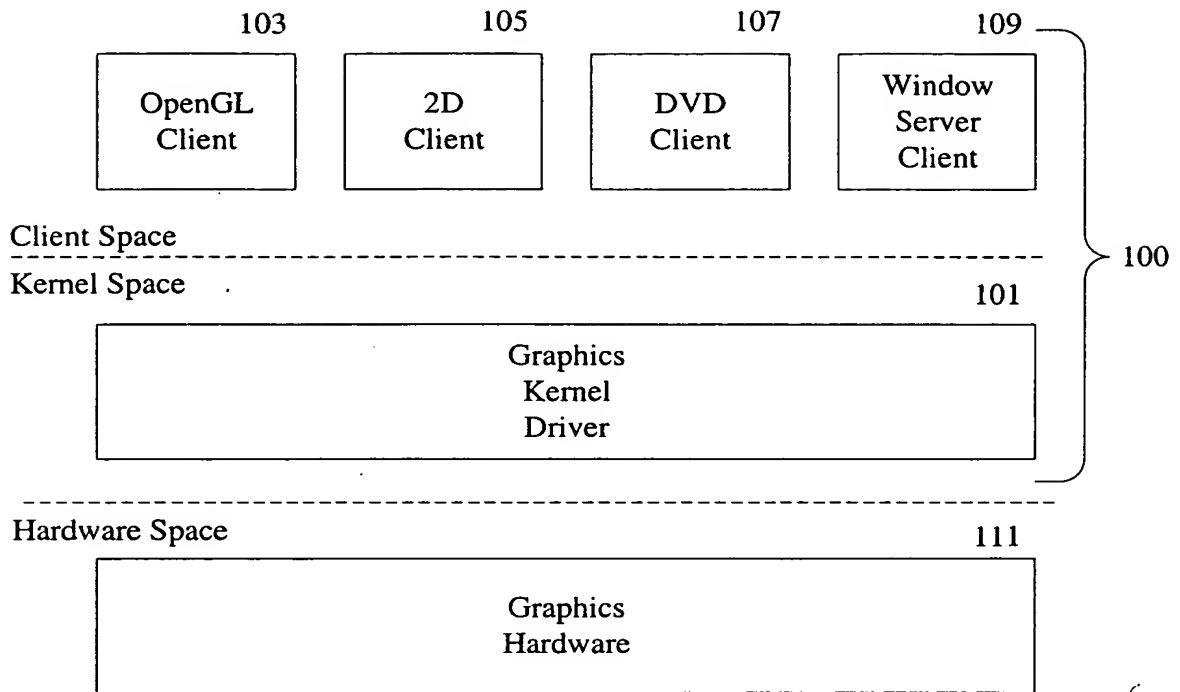 103 105 107 109
OpenGL Client
2D Client
DVD Client
Window Server Client
Client Space
100
Kernel Space
101
Graphics
Kernel
Driver
Hardware Space
111
Graphics
Hardware